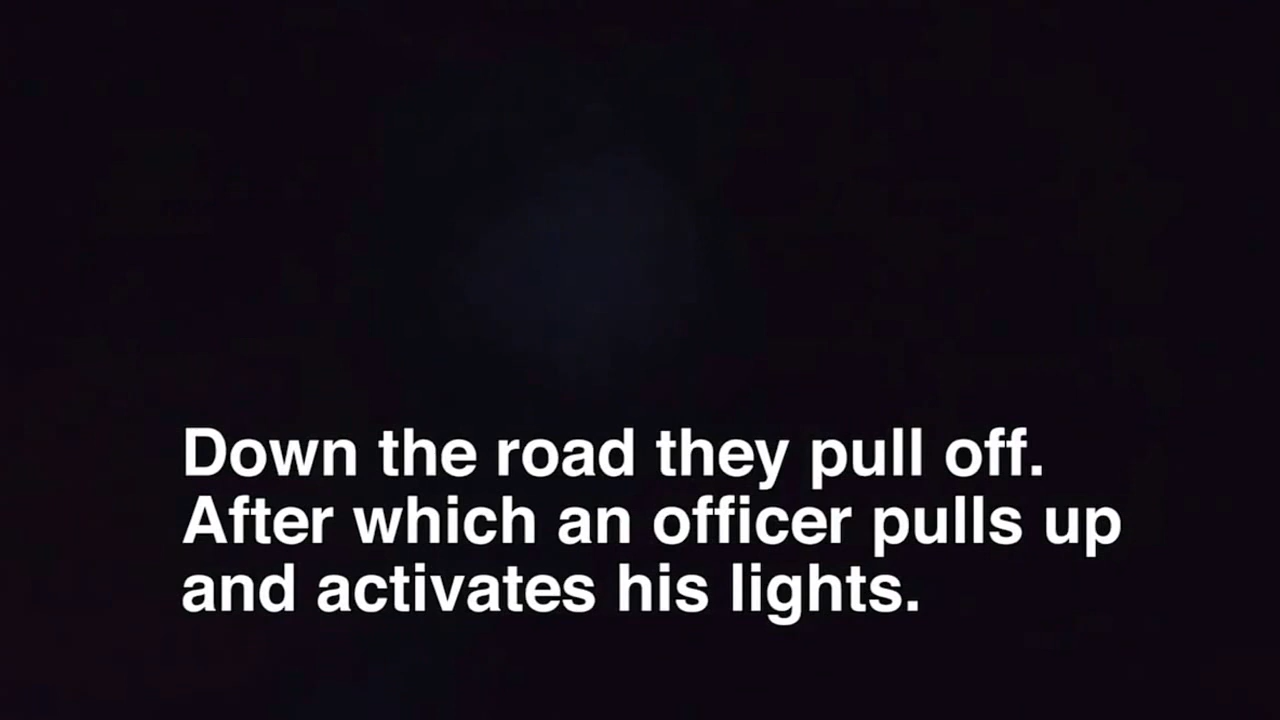 Down the road they pull off.
After which an officer pulls up
and activates his lights.